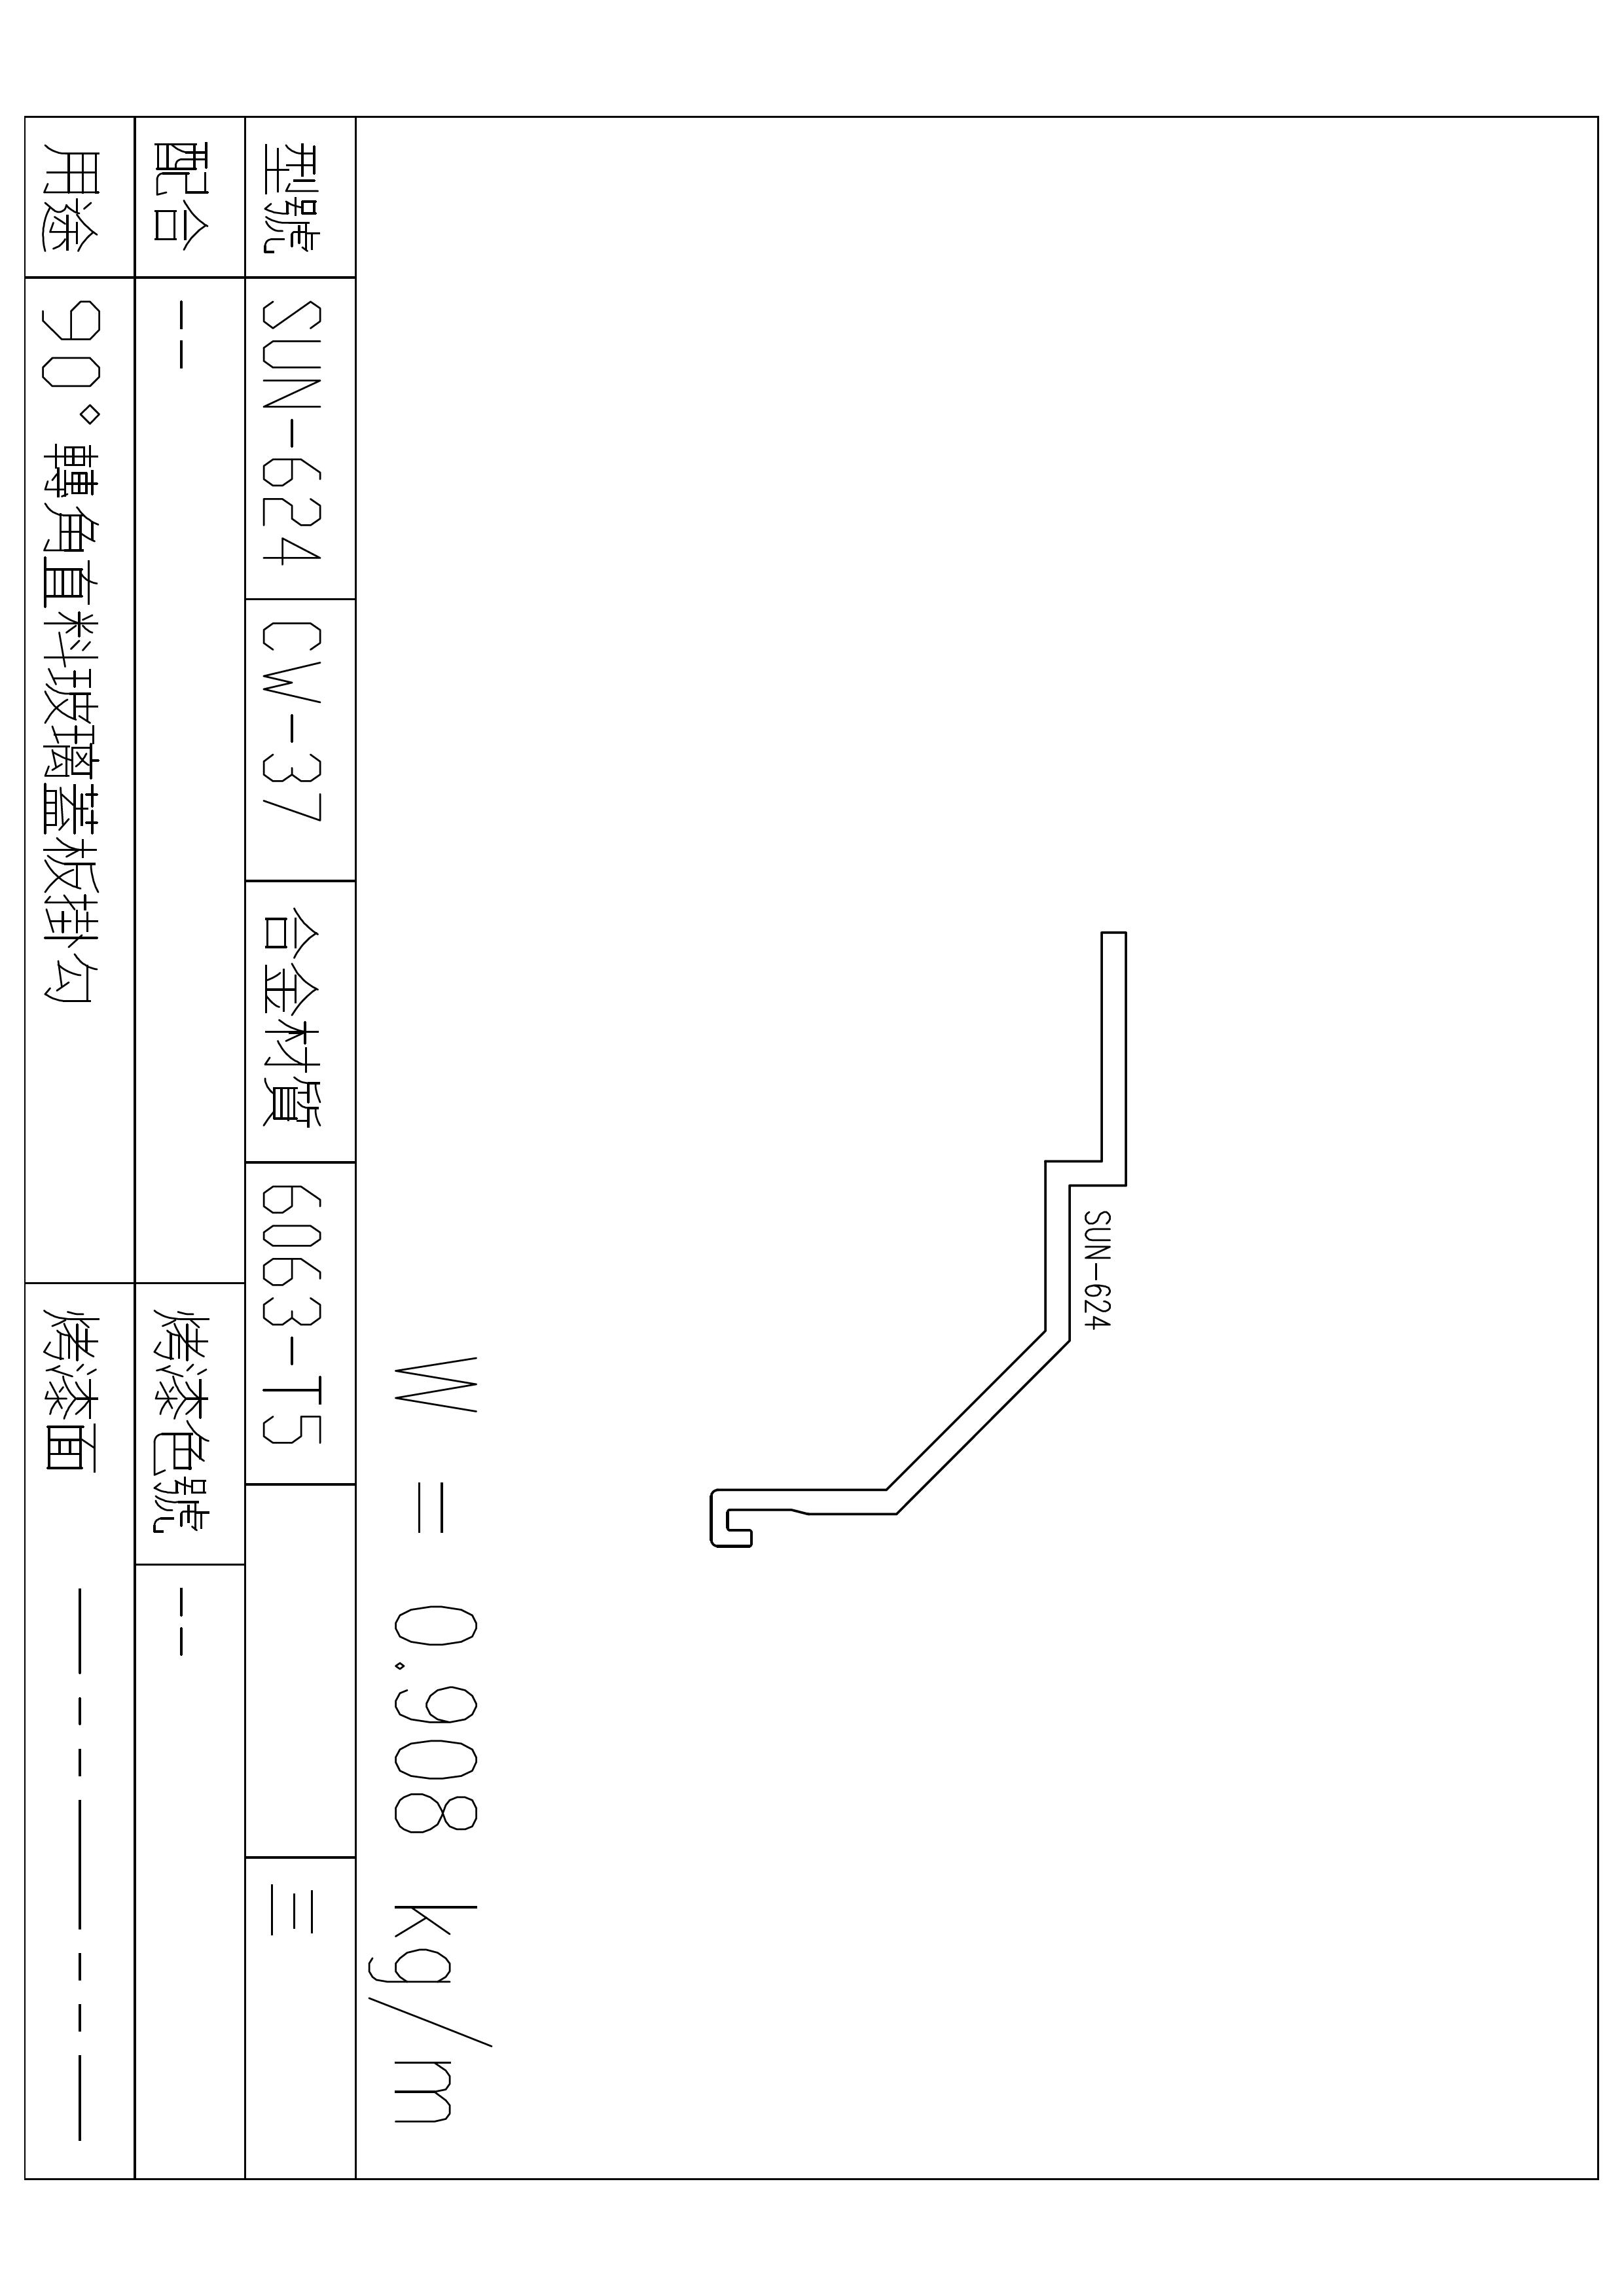 SUN-624
W = 0.908 kg/m
型號 SUN-624 CW-37 合金材質 6063-T5 三
配合 -- 烤漆色號 --
用途 90°轉角直料玻璃蓋板掛勾 烤漆面